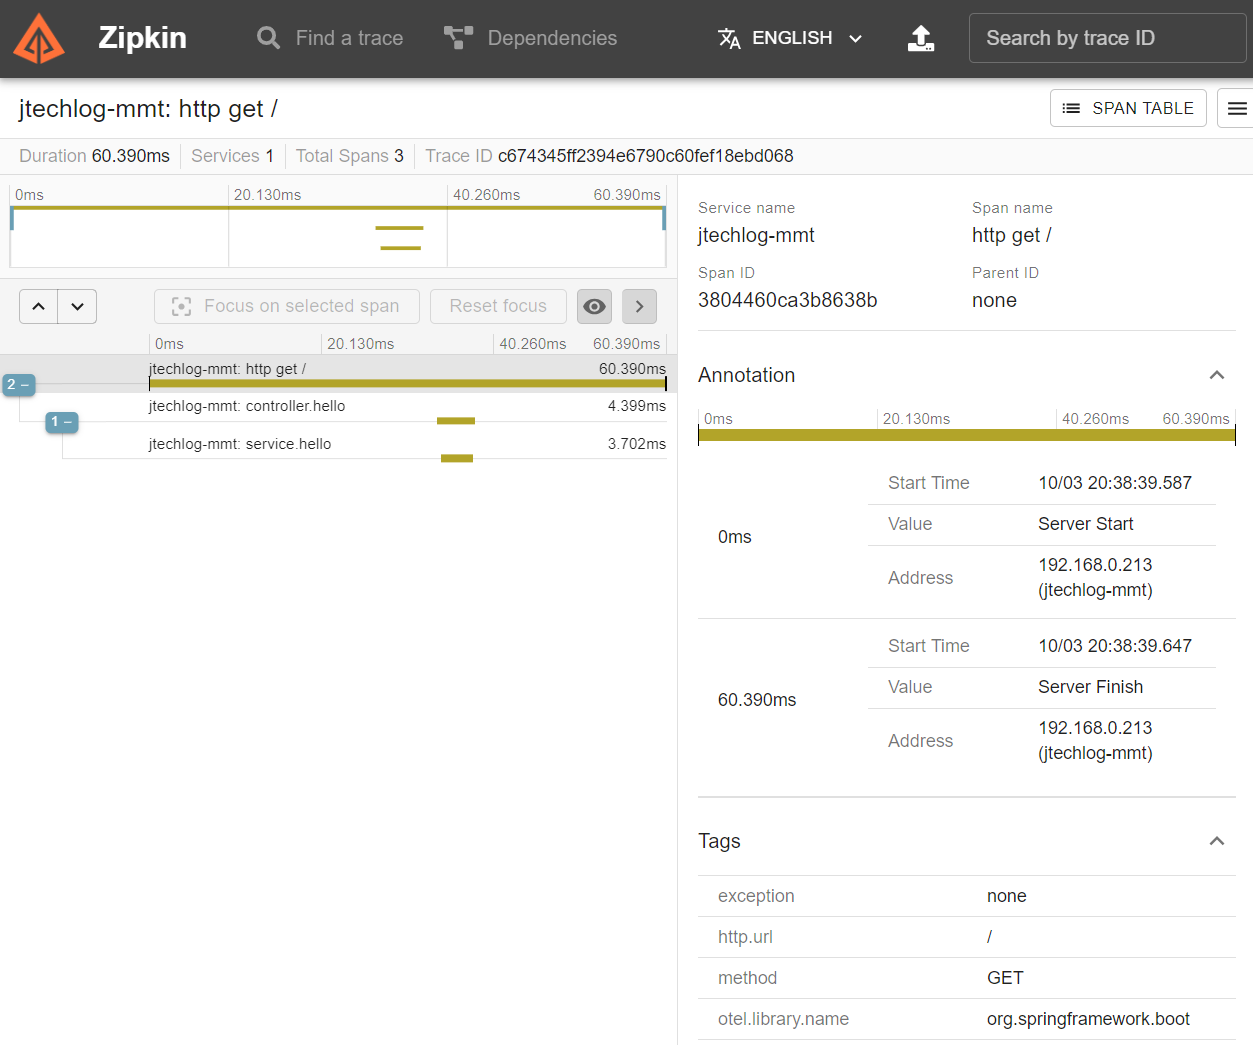 Zipkin
Find a trace
Dependencies
ENGLISH
Search by trace ID
jtechlog-mmt: http get /
SPAN TABLE
Duration 60.390ms
Services 1
Total Spans 3
Trace ID c674345ff2394e6790c60fef18ebd068
0ms 20.130ms 40.260ms 60.390ms
Focus on selected span
Reset focus
0ms 20.130ms 40.260ms 60.390ms
jtechlog-mmt: http get / 60.390ms
2 −
jtechlog-mmt: controller.hello 4.399ms
1 −
jtechlog-mmt: service.hello 3.702ms
Service name Span name
jtechlog-mmt http get /
Span ID Parent ID
3804460ca3b8638b none
Annotation
0ms 20.130ms 40.260ms 60.390ms
0ms
Start Time 10/03 20:38:39.587
Value Server Start
Address 192.168.0.213
(jtechlog-mmt)
60.390ms
Start Time 10/03 20:38:39.647
Value Server Finish
Address 192.168.0.213
(jtechlog-mmt)
Tags
exception none
http.url /
method GET
otel.library.name org.springframework.boot